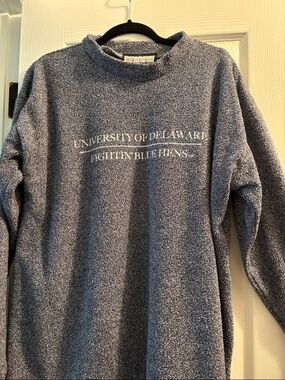 UNIVERSITY OF DELAWARE
FIGHTIN' BLUE HENS